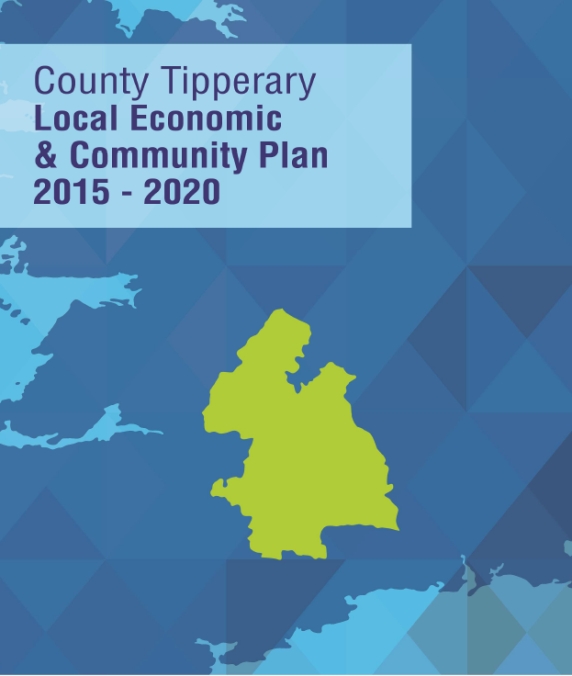 County Tipperary
Local Economic
& Community Plan
2015 - 2020